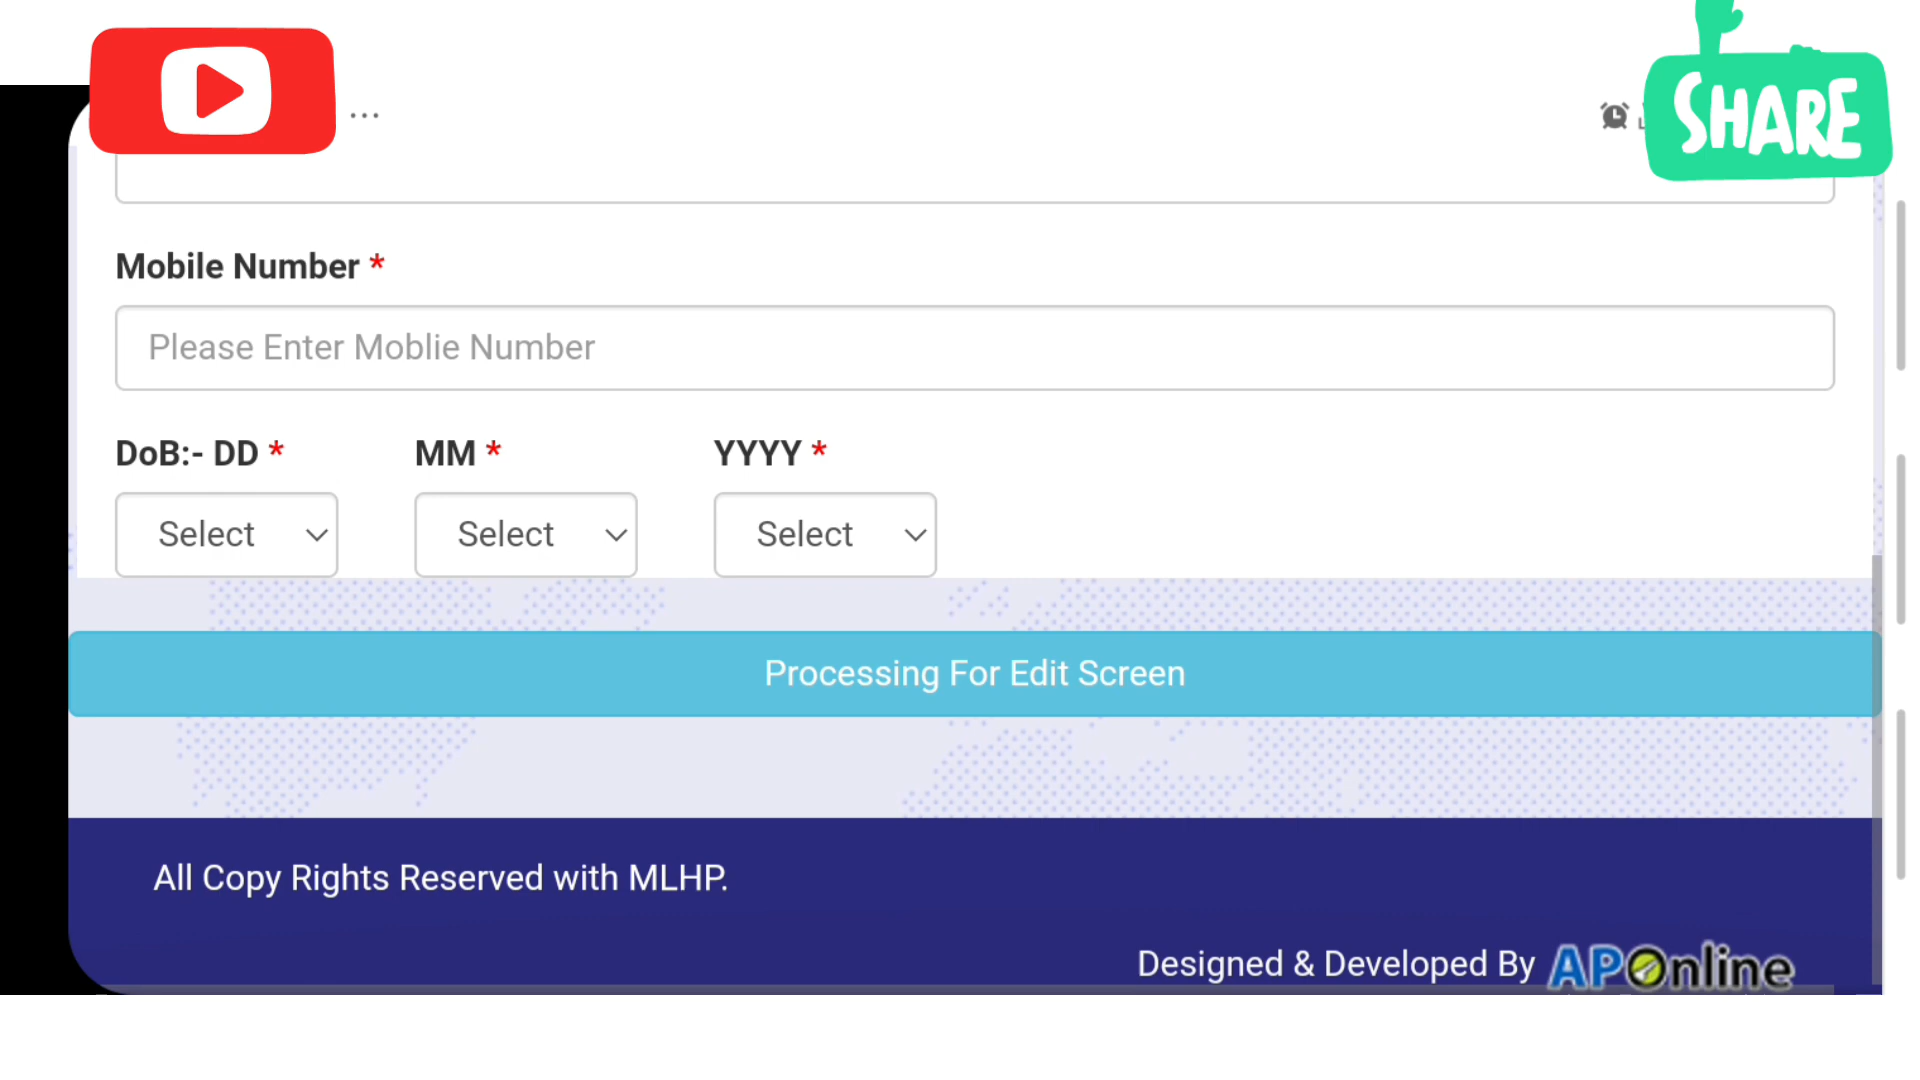 SHARE
...
Mobile Number *
Please Enter Moblie Number
DoB:- DD * MM * YYYY *
Select Select Select
Processing For Edit Screen
All Copy Rights Reserved with MLHP.
Designed & Developed By APOnline